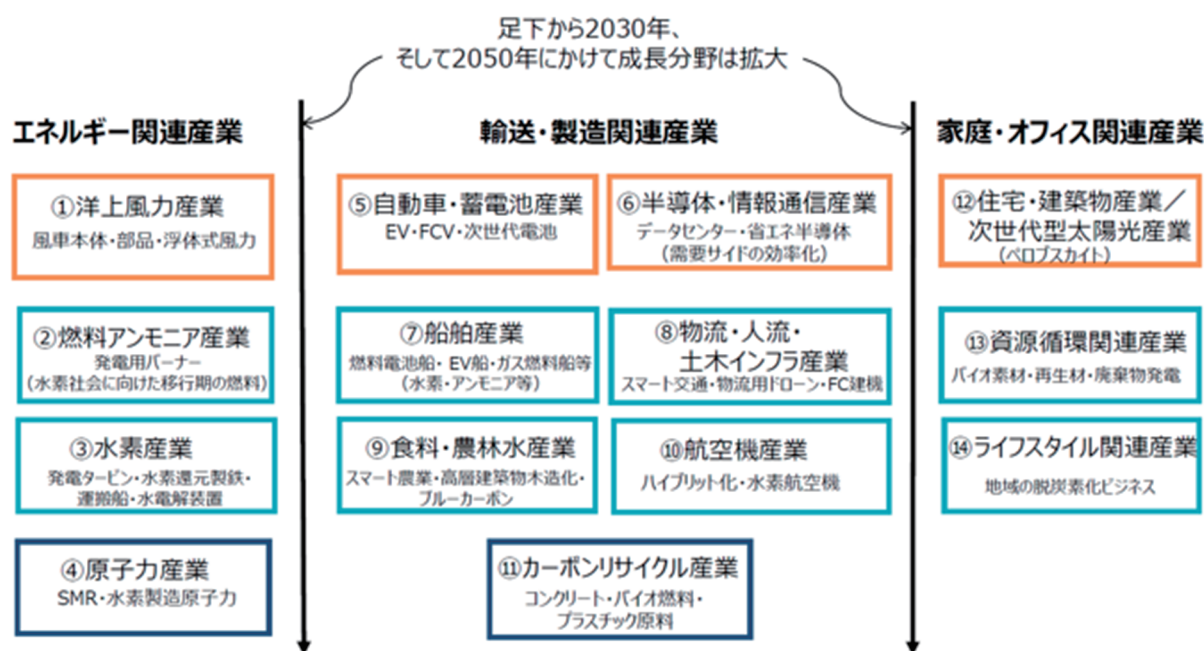 足下から2030年、
そして2050年にかけて成長分野は拡大
エネルギー関連産業
①洋上風力産業
風車本体・部品・浮体式風力
②燃料アンモニア産業
発電用バーナー
(水素社会に向けた移行期の燃料)
③水素産業
発電タービン・水素還元製鉄・
運搬船・水電解装置
④原子力産業
SMR・水素製造原子力
輸送・製造関連産業
⑤自動車・蓄電池産業
EV・FCV・次世代電池
⑥半導体・情報通信産業
データセンター・省エネ半導体
(需要サイドの効率化)
⑦船舶産業
燃料電池船・EV船・ガス燃料船等
(水素・アンモニア等)
⑧物流・人流・
土木インフラ産業
スマート交通・物流用ドローン・FC建機
⑨食料・農林水産業
スマート農業・高層建築物木造化・
ブルーカーボン
⑩航空機産業
ハイブリット化・水素航空機
⑪カーボンリサイクル産業
コンクリート・バイオ燃料・
プラスチック原料
家庭・オフィス関連産業
⑫住宅・建築物産業/
次世代型太陽光産業
(ペロブスカイト)
⑬資源循環関連産業
バイオ素材・再生材・廃棄物発電
⑭ライフスタイル関連産業
地域の脱炭素化ビジネス